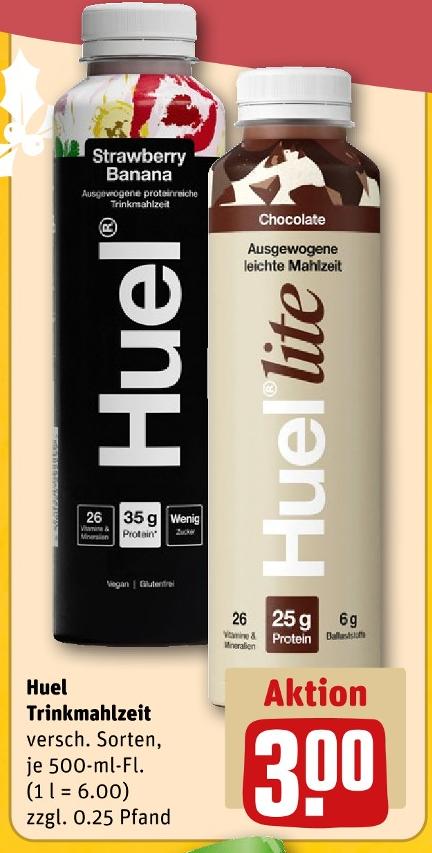 Strawberry
Banana
Ausgewogene proteinreiche
Trinkmahlzeit
Huel®
26
Vitamine &
Mineralien
35 g
Protein*
Wenig
Zucker
Vegan | Glutenfrei
Chocolate
Ausgewogene
leichte Mahlzeit
Huel® lite
26
Vitamine &
Mineralien
25 g
Protein
6 g
Ballaststoffe
Huel
Trinkmahlzeit
versch. Sorten,
je 500-ml-Fl.
(1 l = 6.00)
zzgl. 0.25 Pfand
Aktion
3.00